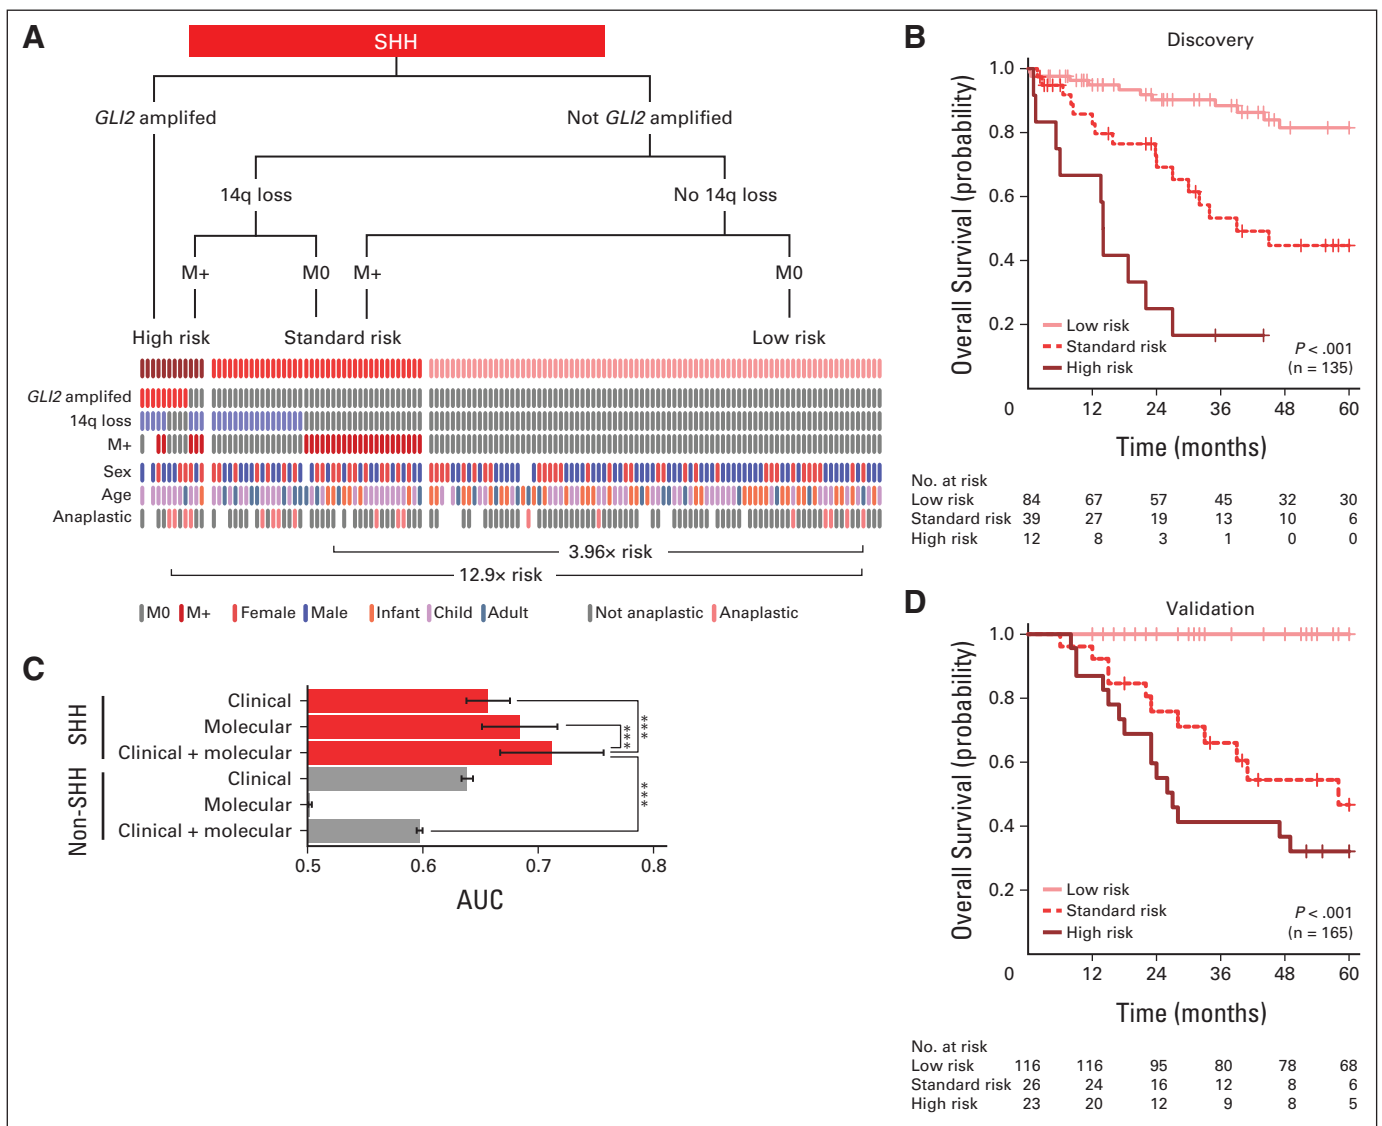 A
SHH
GLI2 amplifed
Not GLI2 amplified
14q loss
No 14q loss
M+
M0
M+
M0
High risk
Standard risk
Low risk
GLI2 amplifed
14q loss
M+
Sex
Age
Anaplastic
3.96× risk
12.9× risk
M0 M+ Female Male Infant Child Adult Not anaplastic Anaplastic
B
Discovery
Overall Survival (probability)
1.0
0.8
0.6
0.4
0.2
Low risk
Standard risk
High risk
P < .001
(n = 135)
0 12 24 36 48 60
Time (months)
No. at risk
Low risk 84 67 57 45 32 30
Standard risk 39 27 19 13 10 6
High risk 12 8 3 1 0 0
C
SHH
Clinical
Molecular
Clinical + molecular
Non-SHH
Clinical
Molecular
Clinical + molecular
***
***
***
0.5 0.6 0.7 0.8
AUC
D
Validation
Overall Survival (probability)
1.0
0.8
0.6
0.4
0.2
Low risk
Standard risk
High risk
P < .001
(n = 165)
0 12 24 36 48 60
Time (months)
No. at risk
Low risk 116 116 95 80 78 68
Standard risk 26 24 16 12 8 6
High risk 23 20 12 9 8 5